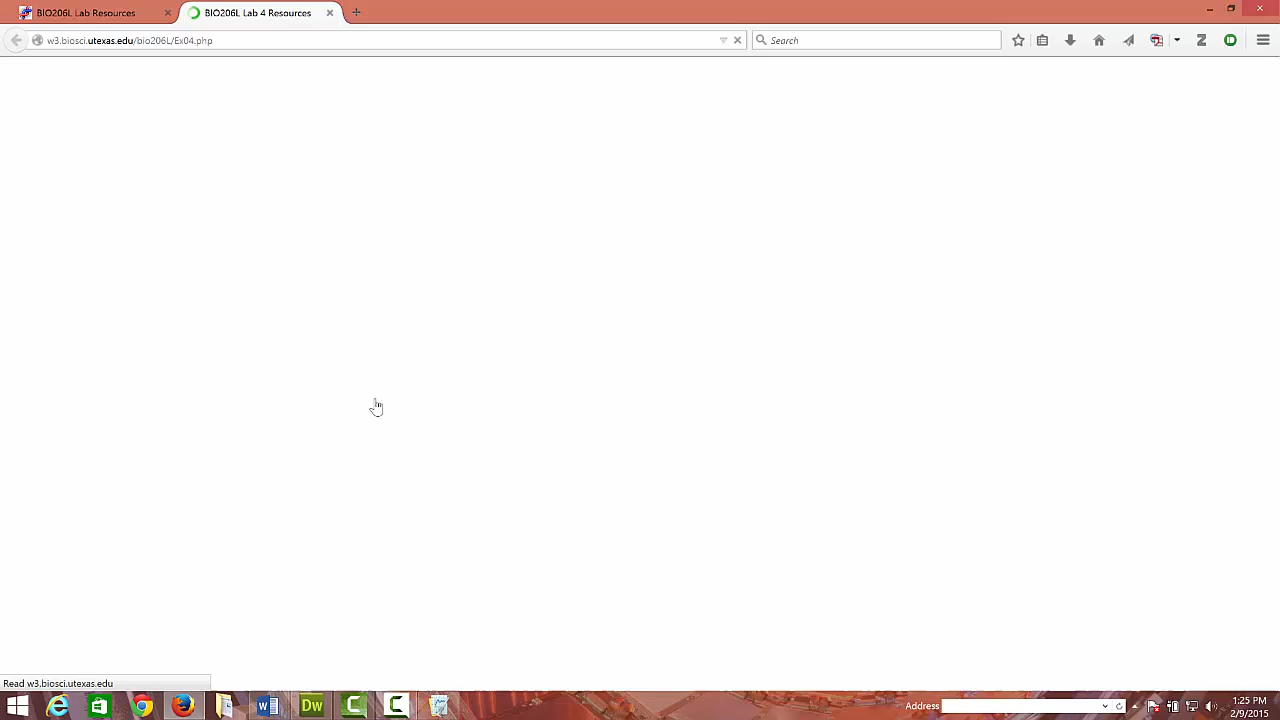 BIO206L Lab Resources
BIO206L Lab 4 Resources
w3.biosci.utexas.edu/bio206L/Ex04.php
Search
Z
Read w3.biosci.utexas.edu
W
Dw
C
C
Address
1:25 PM
2/9/2015